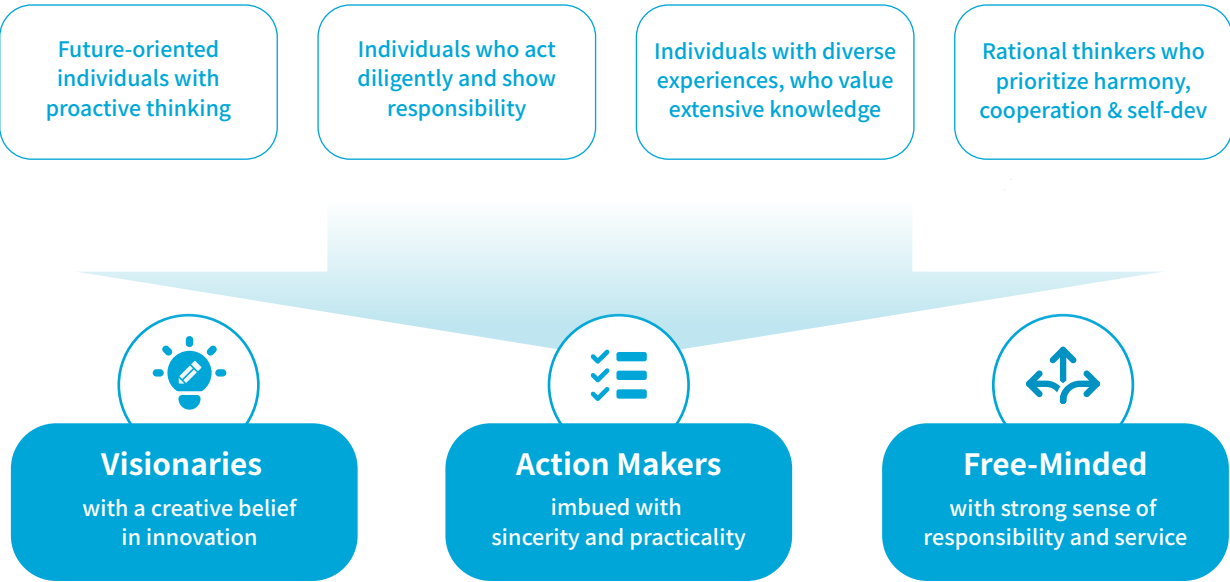 Future-oriented
individuals with
proactive thinking
Individuals who act
diligently and show
responsibility
Individuals with diverse
experiences, who value
extensive knowledge
Rational thinkers who
prioritize harmony,
cooperation & self-dev
Visionaries
with a creative belief
in innovation
Action Makers
imbued with
sincerity and practicality
Free-Minded
with strong sense of
responsibility and service